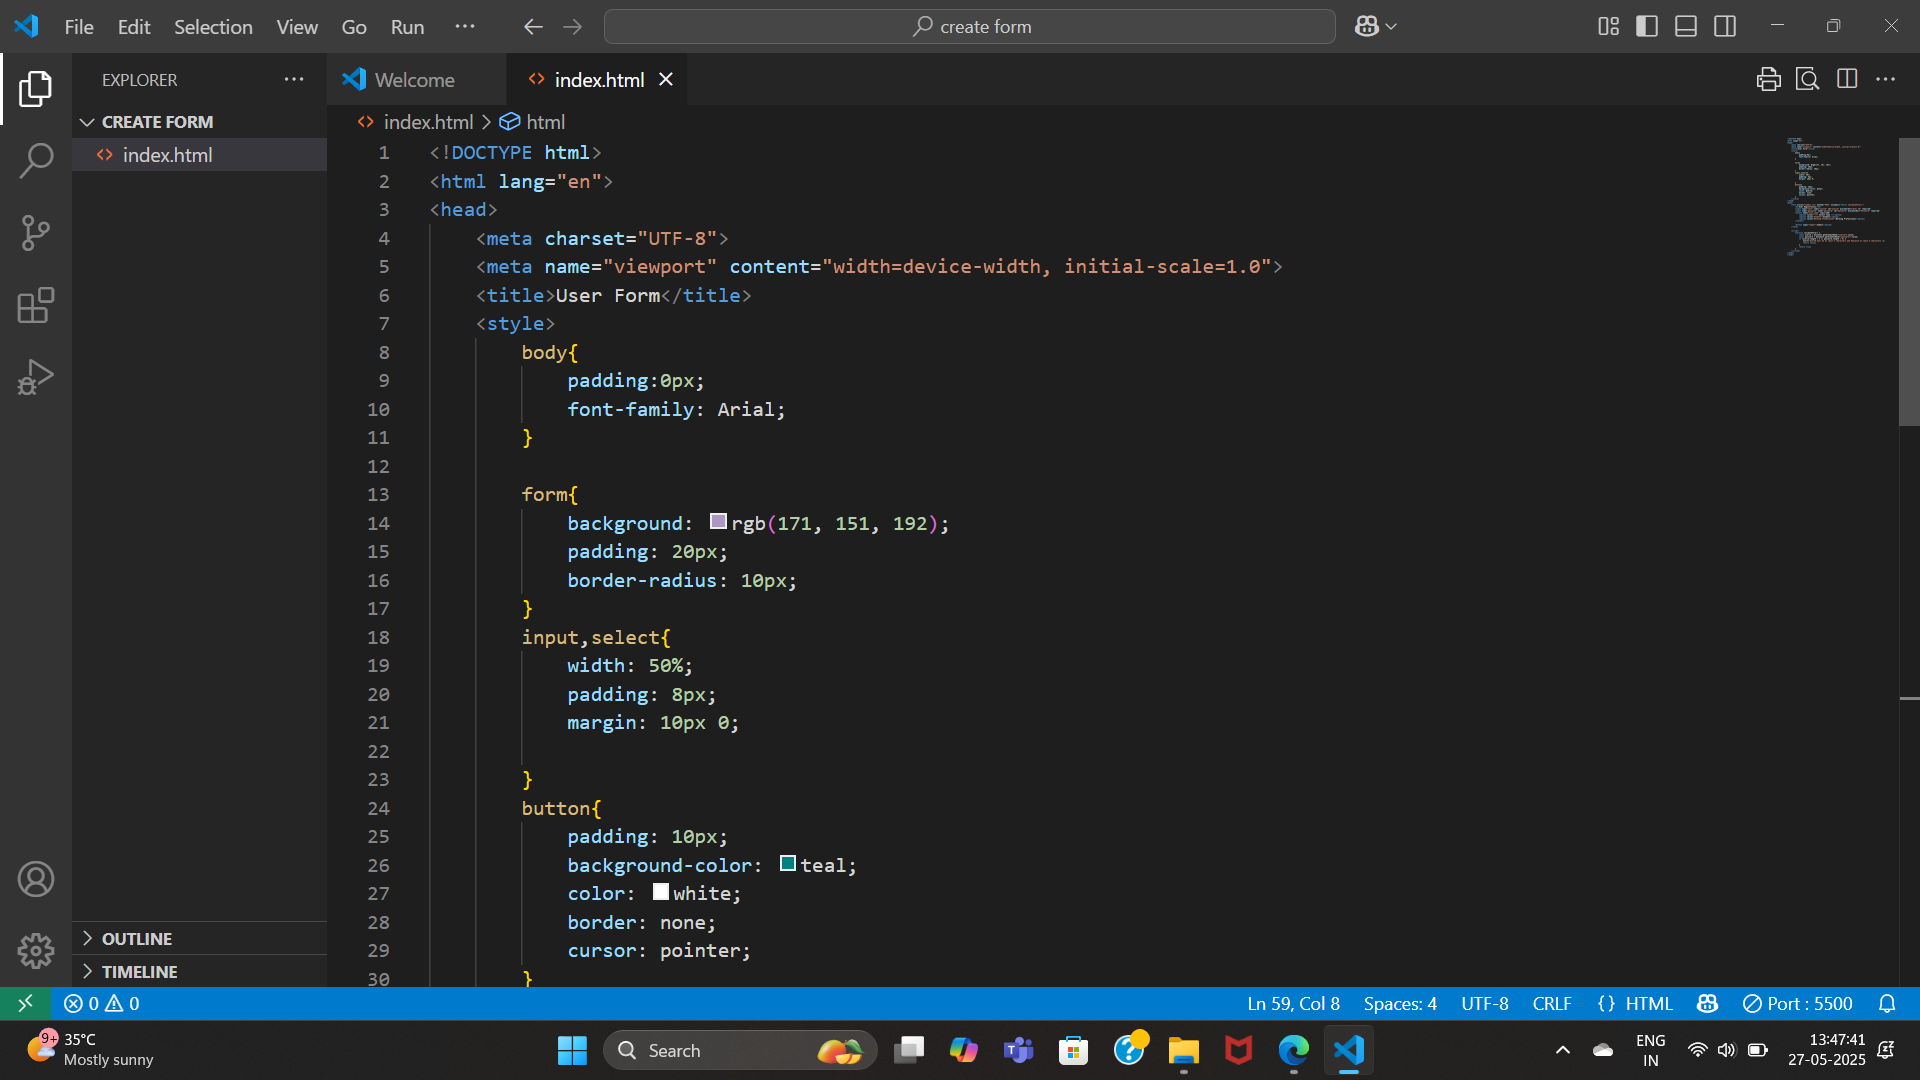 File Edit Selection View Go Run ···
create form
EXPLORER
CREATE FORM
index.html
OUTLINE
TIMELINE
Welcome
index.html
index.html > html
1 <!DOCTYPE html>
2 <html lang="en">
3 <head>
4 <meta charset="UTF-8">
5 <meta name="viewport" content="width=device-width, initial-scale=1.0">
6 <title>User Form</title>
7 <style>
8 body{
9 padding:0px;
10 font-family: Arial;
11 }
12
13 form{
14 background: rgb(171, 151, 192);
15 padding: 20px;
16 border-radius: 10px;
17 }
18 input,select{
19 width: 50%;
20 padding: 8px;
21 margin: 10px 0;
22
23 }
24 button{
25 padding: 10px;
26 background-color: teal;
27 color: white;
28 border: none;
29 cursor: pointer;
30 }
0 0
Ln 59, Col 8 Spaces: 4 UTF-8 CRLF {} HTML Port : 5500
9+
35°C
Mostly sunny
Search
ENG
IN
13:47:41
27-05-2025